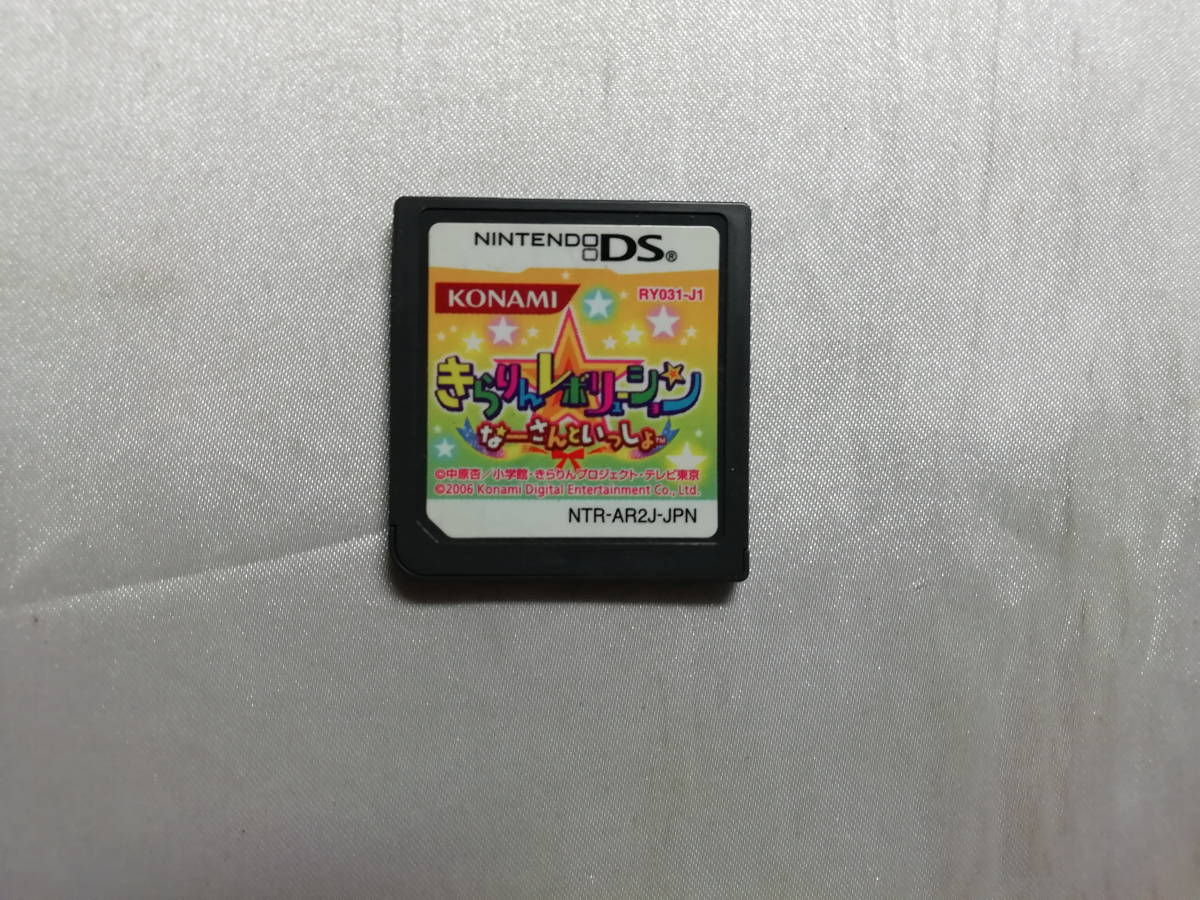 NINTENDO DS®
KONAMI
RY031-J1
きらりんレボリューション
なーさんといっしょ™
©中原杏／小学館・きらりんプロジェクト・テレビ東京
©2006 Konami Digital Entertainment Co., Ltd.
NTR-AR2J-JPN